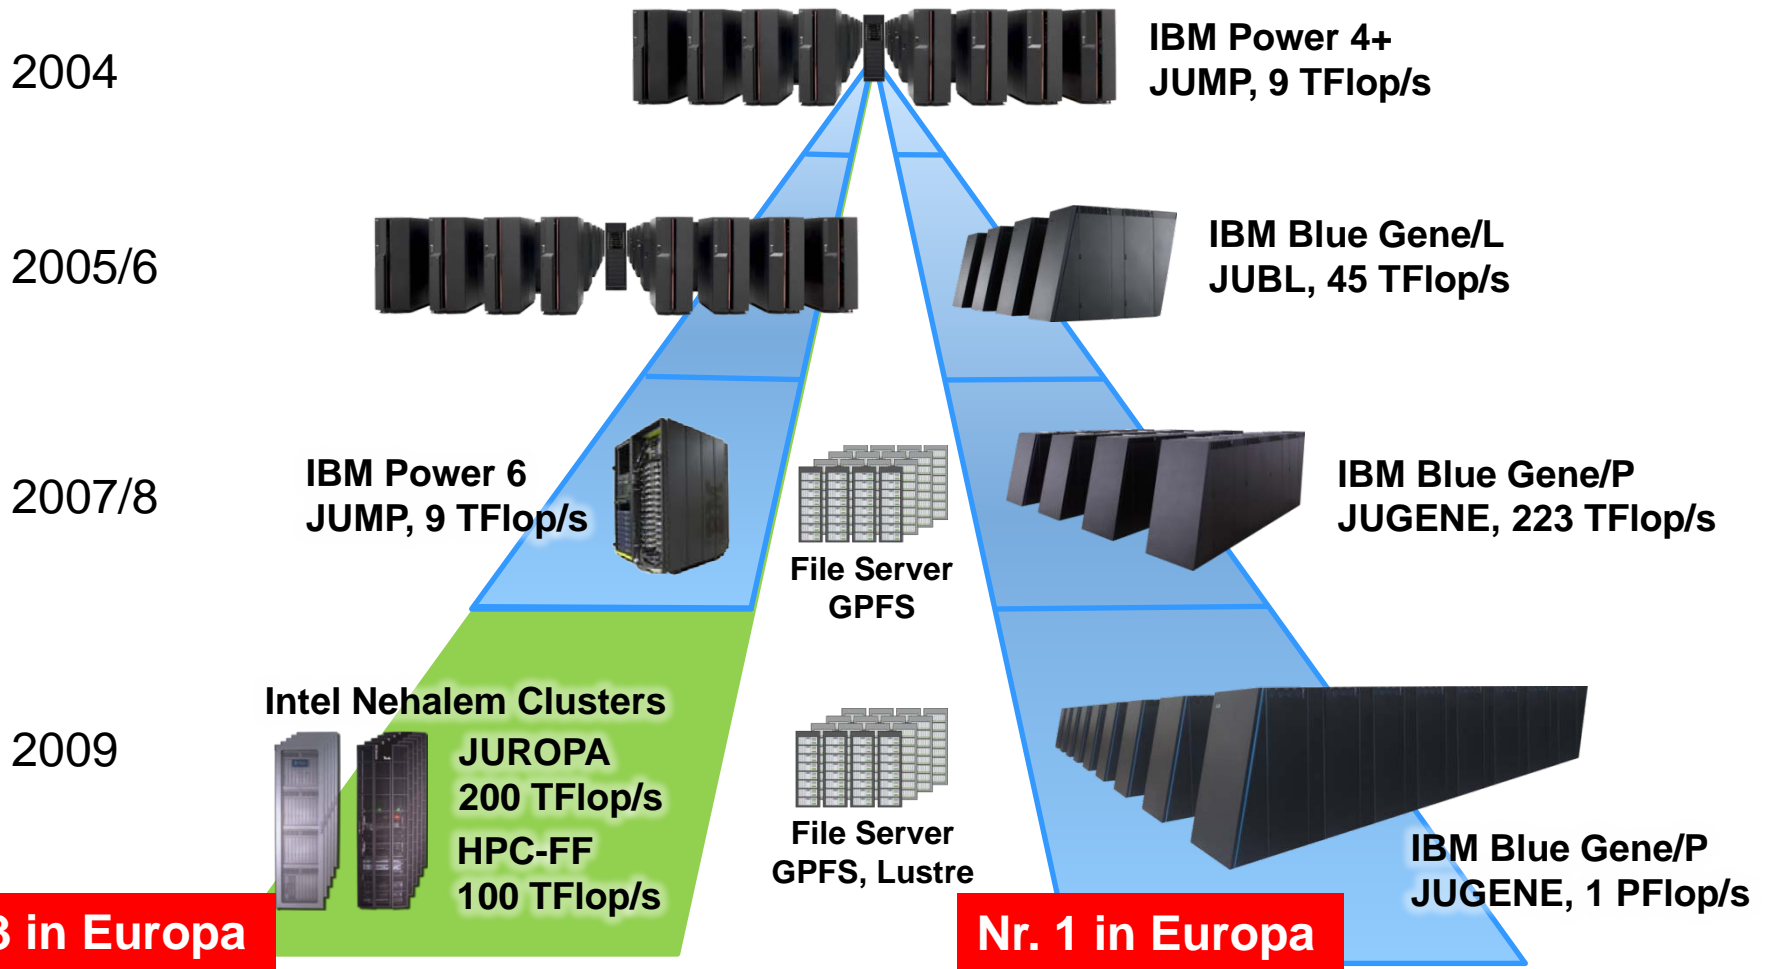 2004
IBM Power 4+
JUMP, 9 TFlop/s
2005/6
IBM Blue Gene/L
JUBL, 45 TFlop/s
2007/8
IBM Power 6
JUMP, 9 TFlop/s
File Server
GPFS
IBM Blue Gene/P
JUGENE, 223 TFlop/s
2009
Intel Nehalem Clusters
JUROPA
200 TFlop/s
HPC-FF
100 TFlop/s
File Server
GPFS, Lustre
IBM Blue Gene/P
JUGENE, 1 PFlop/s
3 in Europa
Nr. 1 in Europa